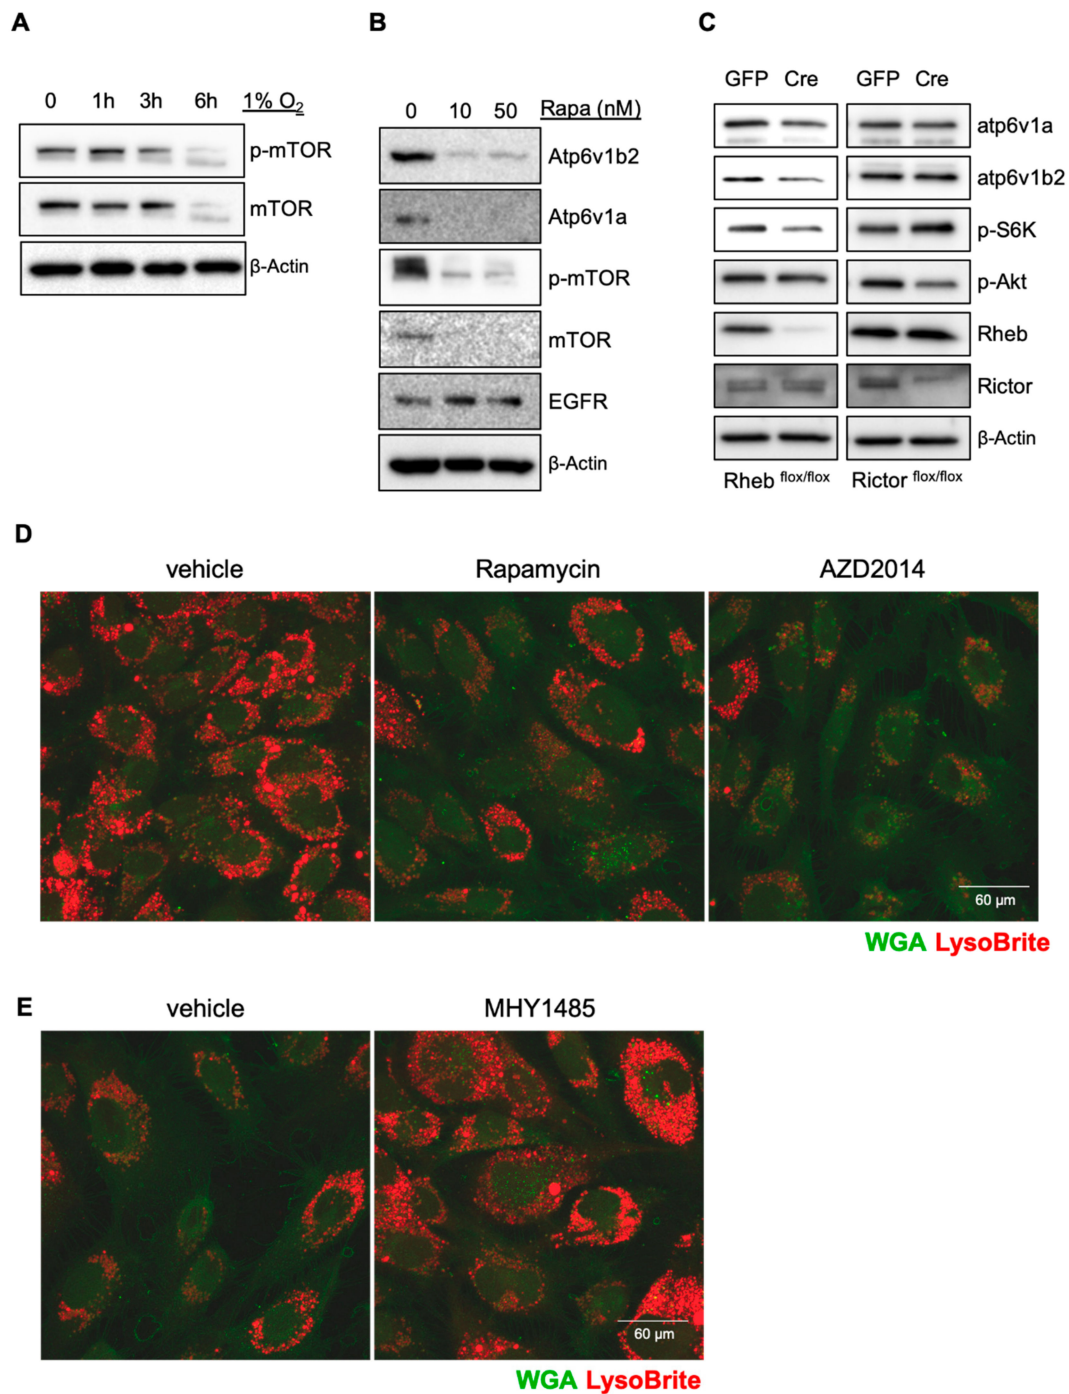 A
0 1h 3h 6h 1% O2
p-mTOR
mTOR
β-Actin
B
0 10 50 Rapa (nM)
Atp6v1b2
Atp6v1a
p-mTOR
mTOR
EGFR
β-Actin
C
GFP Cre GFP Cre
atp6v1a
atp6v1b2
p-S6K
p-Akt
Rheb
Rictor
β-Actin
Rheb flox/flox Rictor flox/flox
D
vehicle Rapamycin AZD2014
60 μm
WGA LysoBrite
E
vehicle MHY1485
60 μm
WGA LysoBrite